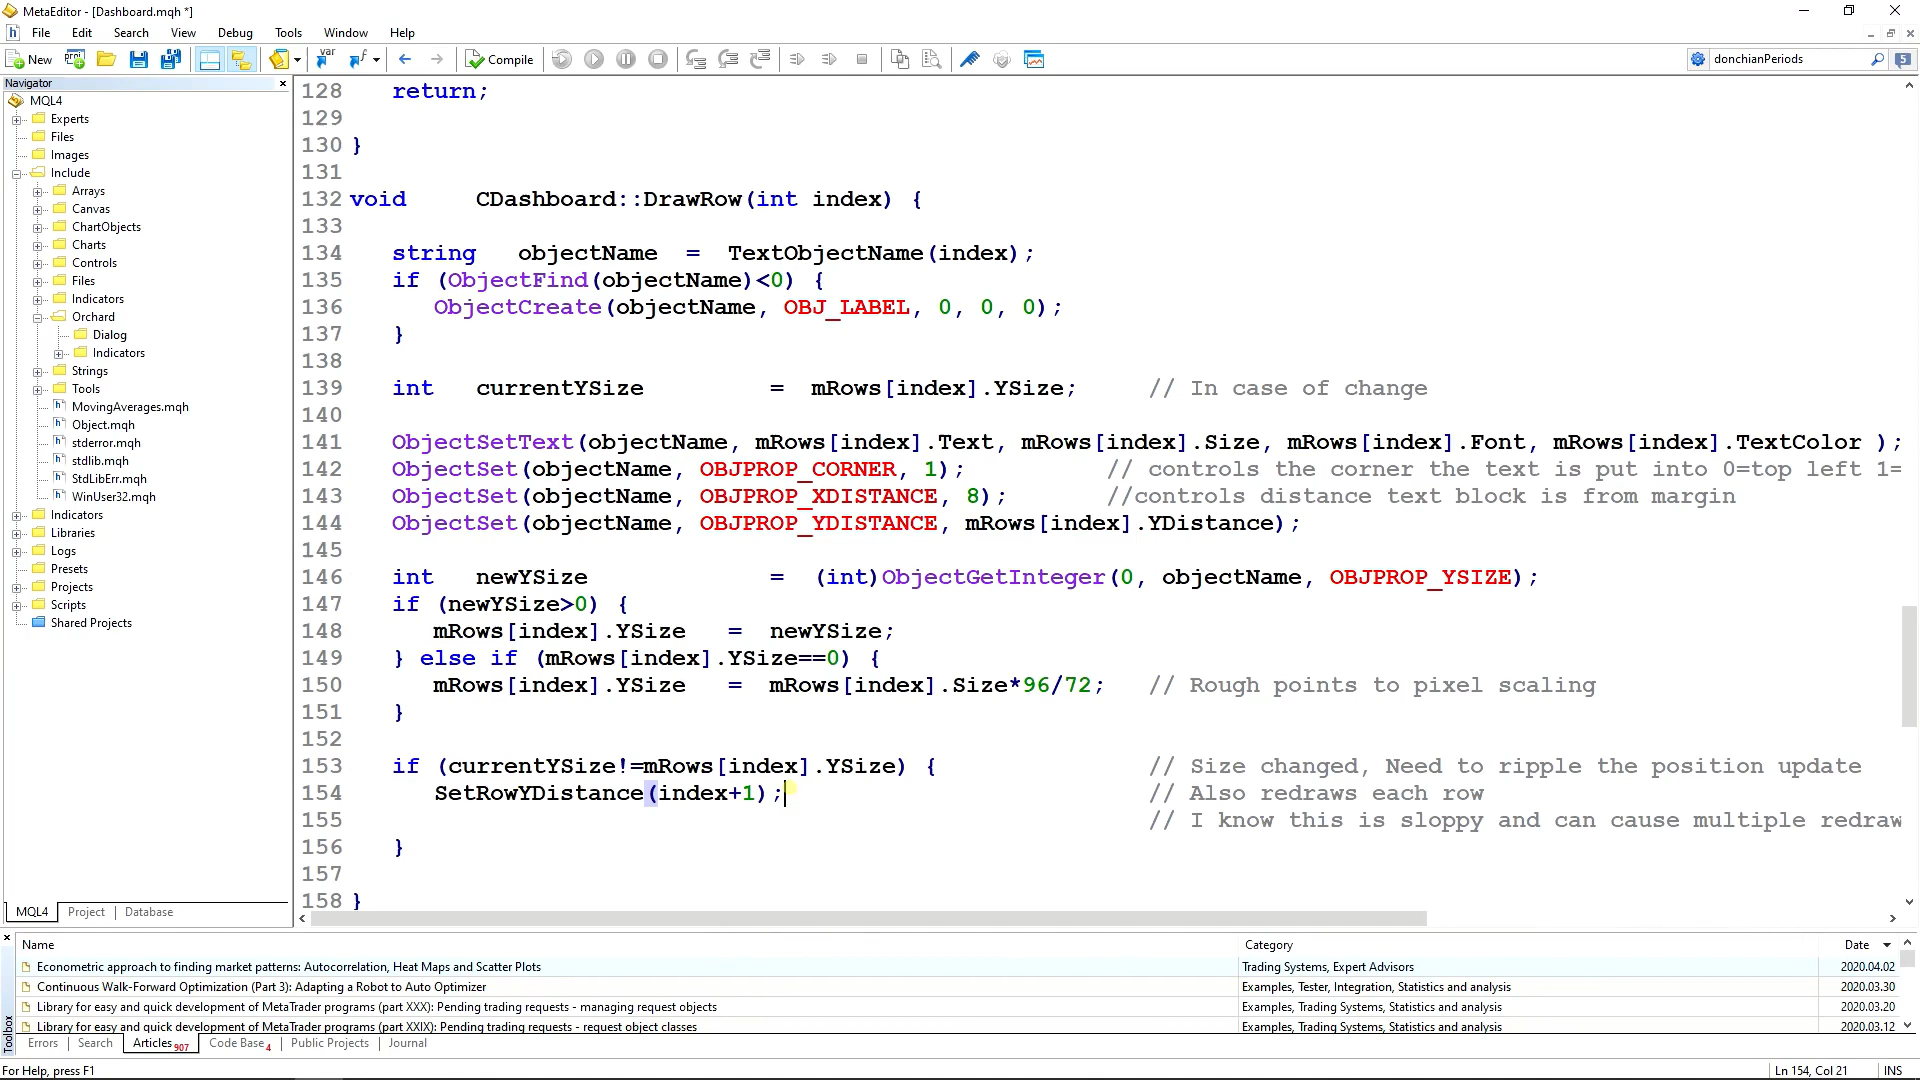 MetaEditor - [Dashboard.mqh *]
File Edit Search View Debug Tools Window Help
New Compile donchianPeriods 5
Navigator
MQL4
Experts
Files
Images
Include
Arrays
Canvas
ChartObjects
Charts
Controls
Files
Indicators
Orchard
Dialog
Indicators
Strings
Tools
MovingAverages.mqh
Object.mqh
stderror.mqh
stdlib.mqh
StdLibErr.mqh
WinUser32.mqh
Indicators
Libraries
Logs
Presets
Projects
Scripts
Shared Projects
MQL4 Project Database
128 return;
129
130 }
131
132 void CDashboard::DrawRow(int index) {
133
134 string objectName = TextObjectName(index);
135 if (ObjectFind(objectName)<0) {
136 ObjectCreate(objectName, OBJ_LABEL, 0, 0, 0);
137 }
138
139 int currentYSize = mRows[index].YSize; // In case of change
140
141 ObjectSetText(objectName, mRows[index].Text, mRows[index].Size, mRows[index].Font, mRows[index].TextColor );
142 ObjectSet(objectName, OBJPROP_CORNER, 1); // controls the corner the text is put into 0=top left 1=
143 ObjectSet(objectName, OBJPROP_XDISTANCE, 8); //controls distance text block is from margin
144 ObjectSet(objectName, OBJPROP_YDISTANCE, mRows[index].YDistance);
145
146 int newYSize = (int)ObjectGetInteger(0, objectName, OBJPROP_YSIZE);
147 if (newYSize>0) {
148 mRows[index].YSize = newYSize;
149 } else if (mRows[index].YSize==0) {
150 mRows[index].YSize = mRows[index].Size*96/72; // Rough points to pixel scaling
151 }
152
153 if (currentYSize!=mRows[index].YSize) { // Size changed, Need to ripple the position update
154 SetRowYDistance(index+1); // Also redraws each row
155 // I know this is sloppy and can cause multiple redraw
156 }
157
158 }
Name Category Date
Econometric approach to finding market patterns: Autocorrelation, Heat Maps and Scatter Plots Trading Systems, Expert Advisors 2020.04.02
Continuous Walk-Forward Optimization (Part 3): Adapting a Robot to Auto Optimizer Examples, Tester, Integration, Statistics and analysis 2020.03.30
Library for easy and quick development of MetaTrader programs (part XXX): Pending trading requests - managing request objects Examples, Trading Systems, Statistics and analysis 2020.03.20
Library for easy and quick development of MetaTrader programs (part XXIX): Pending trading requests - request object classes Examples, Trading Systems, Statistics and analysis 2020.03.12
Toolbox
Errors Search Articles 907 Code Base 4 Public Projects Journal
For Help, press F1 Ln 154, Col 21 INS